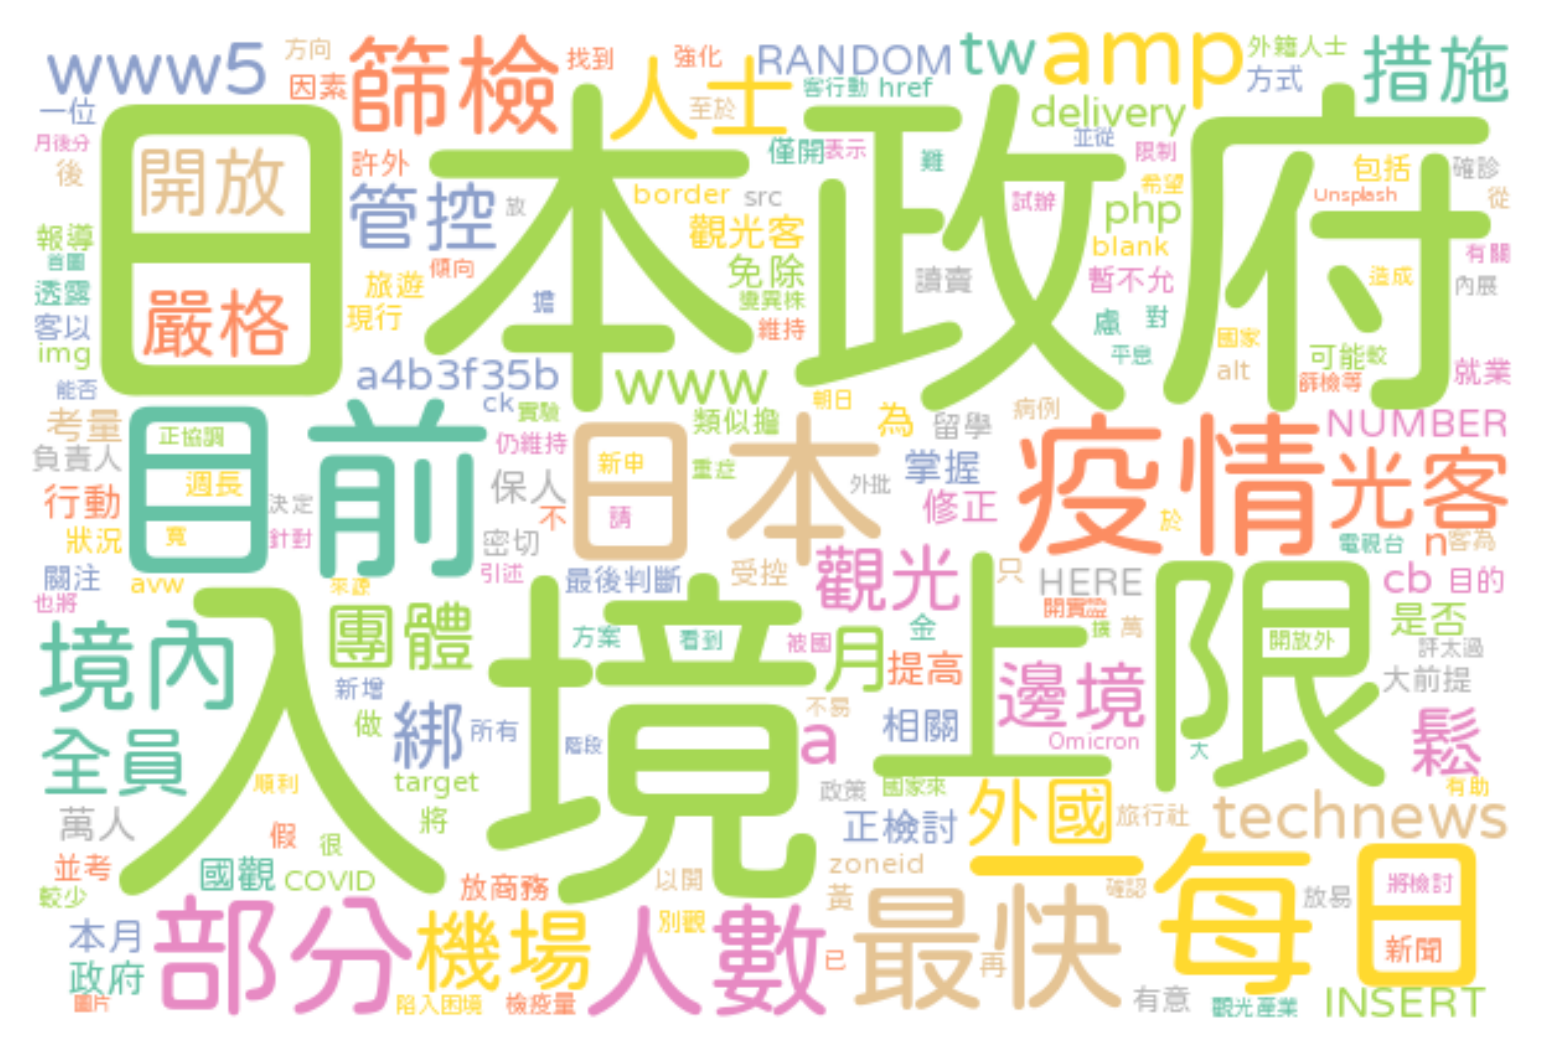 www5
方向
因素
一位
篩檢
找到
人士
強化
至於
RANDOM
客行動
href
tw
amp
delivery
外籍人士
方式
措施
月後分
後
開放
許外
管控
放
border
src
僅開
表示
難
並從
限制
希望
試辦
php
包括
Unsplash
確診
從
日本政府
報導
首圖
透露
客以
img
嚴格
傾向
旅遊
現行
擔
觀光客
免除
變異株
維持
讀賣
blank
暫不允
慮
對
平息
造成
有關
內展
國家
alt
可能
較
篩檢等
就業
能否
a4b3f35b
ck
實驗
www
類似擔
朝日
為
留學
病例
NUMBER
考量
負責人
行動
狀況
正協調
週長
寬
目前
決定
針對
仍維持
保人
不
密切
引述
新申
請
日本
重症
外批
掌握
修正
疫情
於
光客
電視台
n
客為
關注
也將
avw
來源
最後判斷
受控
觀光
只
HERE
開實證
擴
萬
cb
目的
是否
評太過
大前提
境內
全員
團體
新增
做
綁
所有
方案
看到
被國
月
金
提高
不易
a
相關
邊境
Omicron
開放外
大
鬆
有助
入境上限
階段
target
將
順利
假
很
萬人
並考
較少
國觀
COVID
放商務
以開
政策
國家來
正檢討
zoneid
外國
旅行社
technews
本月
政府
圖片
部分
機場
陷入困境
檢疫量
別觀
人數
黃
已
最快
再
確認
一
每日
放易
將檢討
新聞
有意
觀光產業
INSERT